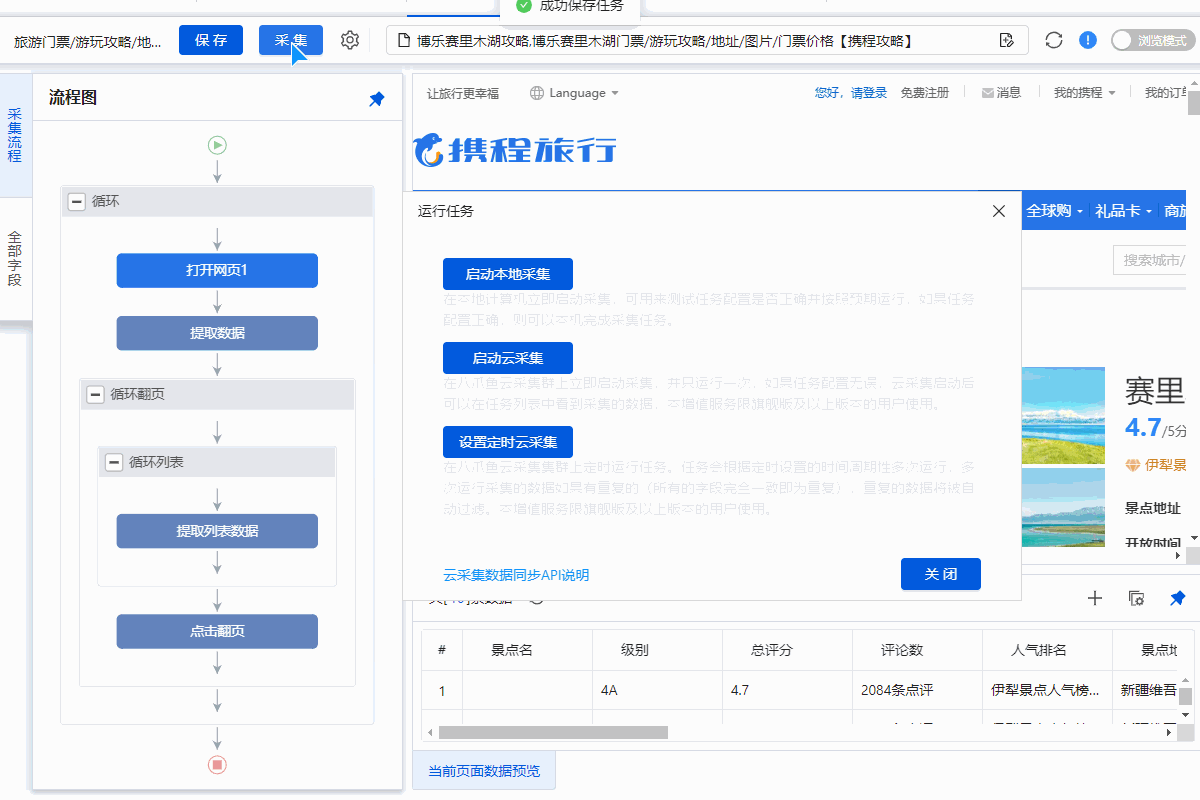 成功保存任务
旅游门票/游玩攻略/地...
保存
采集
博乐赛里木湖攻略,博乐赛里木湖门票/游玩攻略/地址/图片/门票价格【携程攻略】
浏览模式
采集流程
全部字段
流程图
循环
打开网页1
提取数据
循环翻页
循环列表
提取列表数据
点击翻页
让旅行更幸福
Language
您好，请登录
免费注册
消息
我的携程
我的订单
携程旅行
全球购
礼品卡
商旅
搜索城市/
运行任务
启动本地采集
在本地计算机立即启动采集，可用来测试任务配置是否正确并按照预期运行，如果任务
配置正确，则可以本机完成采集任务。
启动云采集
在八爪鱼云采集群上立即启动采集，并只运行一次，如果任务配置无误，云采集启动后
可以在任务列表中看到采集的数据，本增值服务限旗舰版及以上版本的用户使用。
设置定时云采集
在八爪鱼云采集集群上定时运行任务。任务会根据定时设置的时间周期性多次运行，多
次运行采集的数据如果有重复的（所有的字段完全一致即为重复），重复的数据将被自
动过滤。本增值服务限旗舰版及以上版本的用户使用。
云采集数据同步API说明
关闭
赛里
4.7/5分
伊犁景
景点地址
开放时间
#
景点名
级别
总评分
评论数
人气排名
景点地
1
4A
4.7
2084条点评
伊犁景点人气榜...
新疆维吾
当前页面数据预览